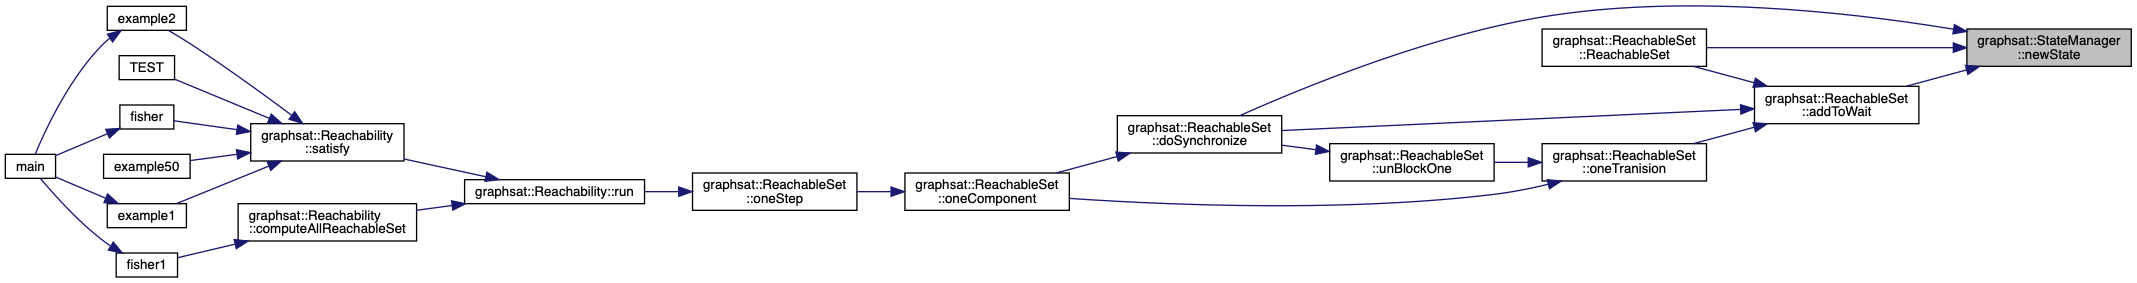 example2
TEST
fisher
main
example50
example1
fisher1
graphsat::Reachability
::satisfy
graphsat::Reachability
::computeAllReachableSet
graphsat::Reachability::run
graphsat::ReachableSet
::oneStep
graphsat::ReachableSet
::oneComponent
graphsat::ReachableSet
::doSynchronize
graphsat::ReachableSet
::unBlockOne
graphsat::ReachableSet
::ReachableSet
graphsat::ReachableSet
::oneTranision
graphsat::ReachableSet
::addToWait
graphsat::StateManager
::newState